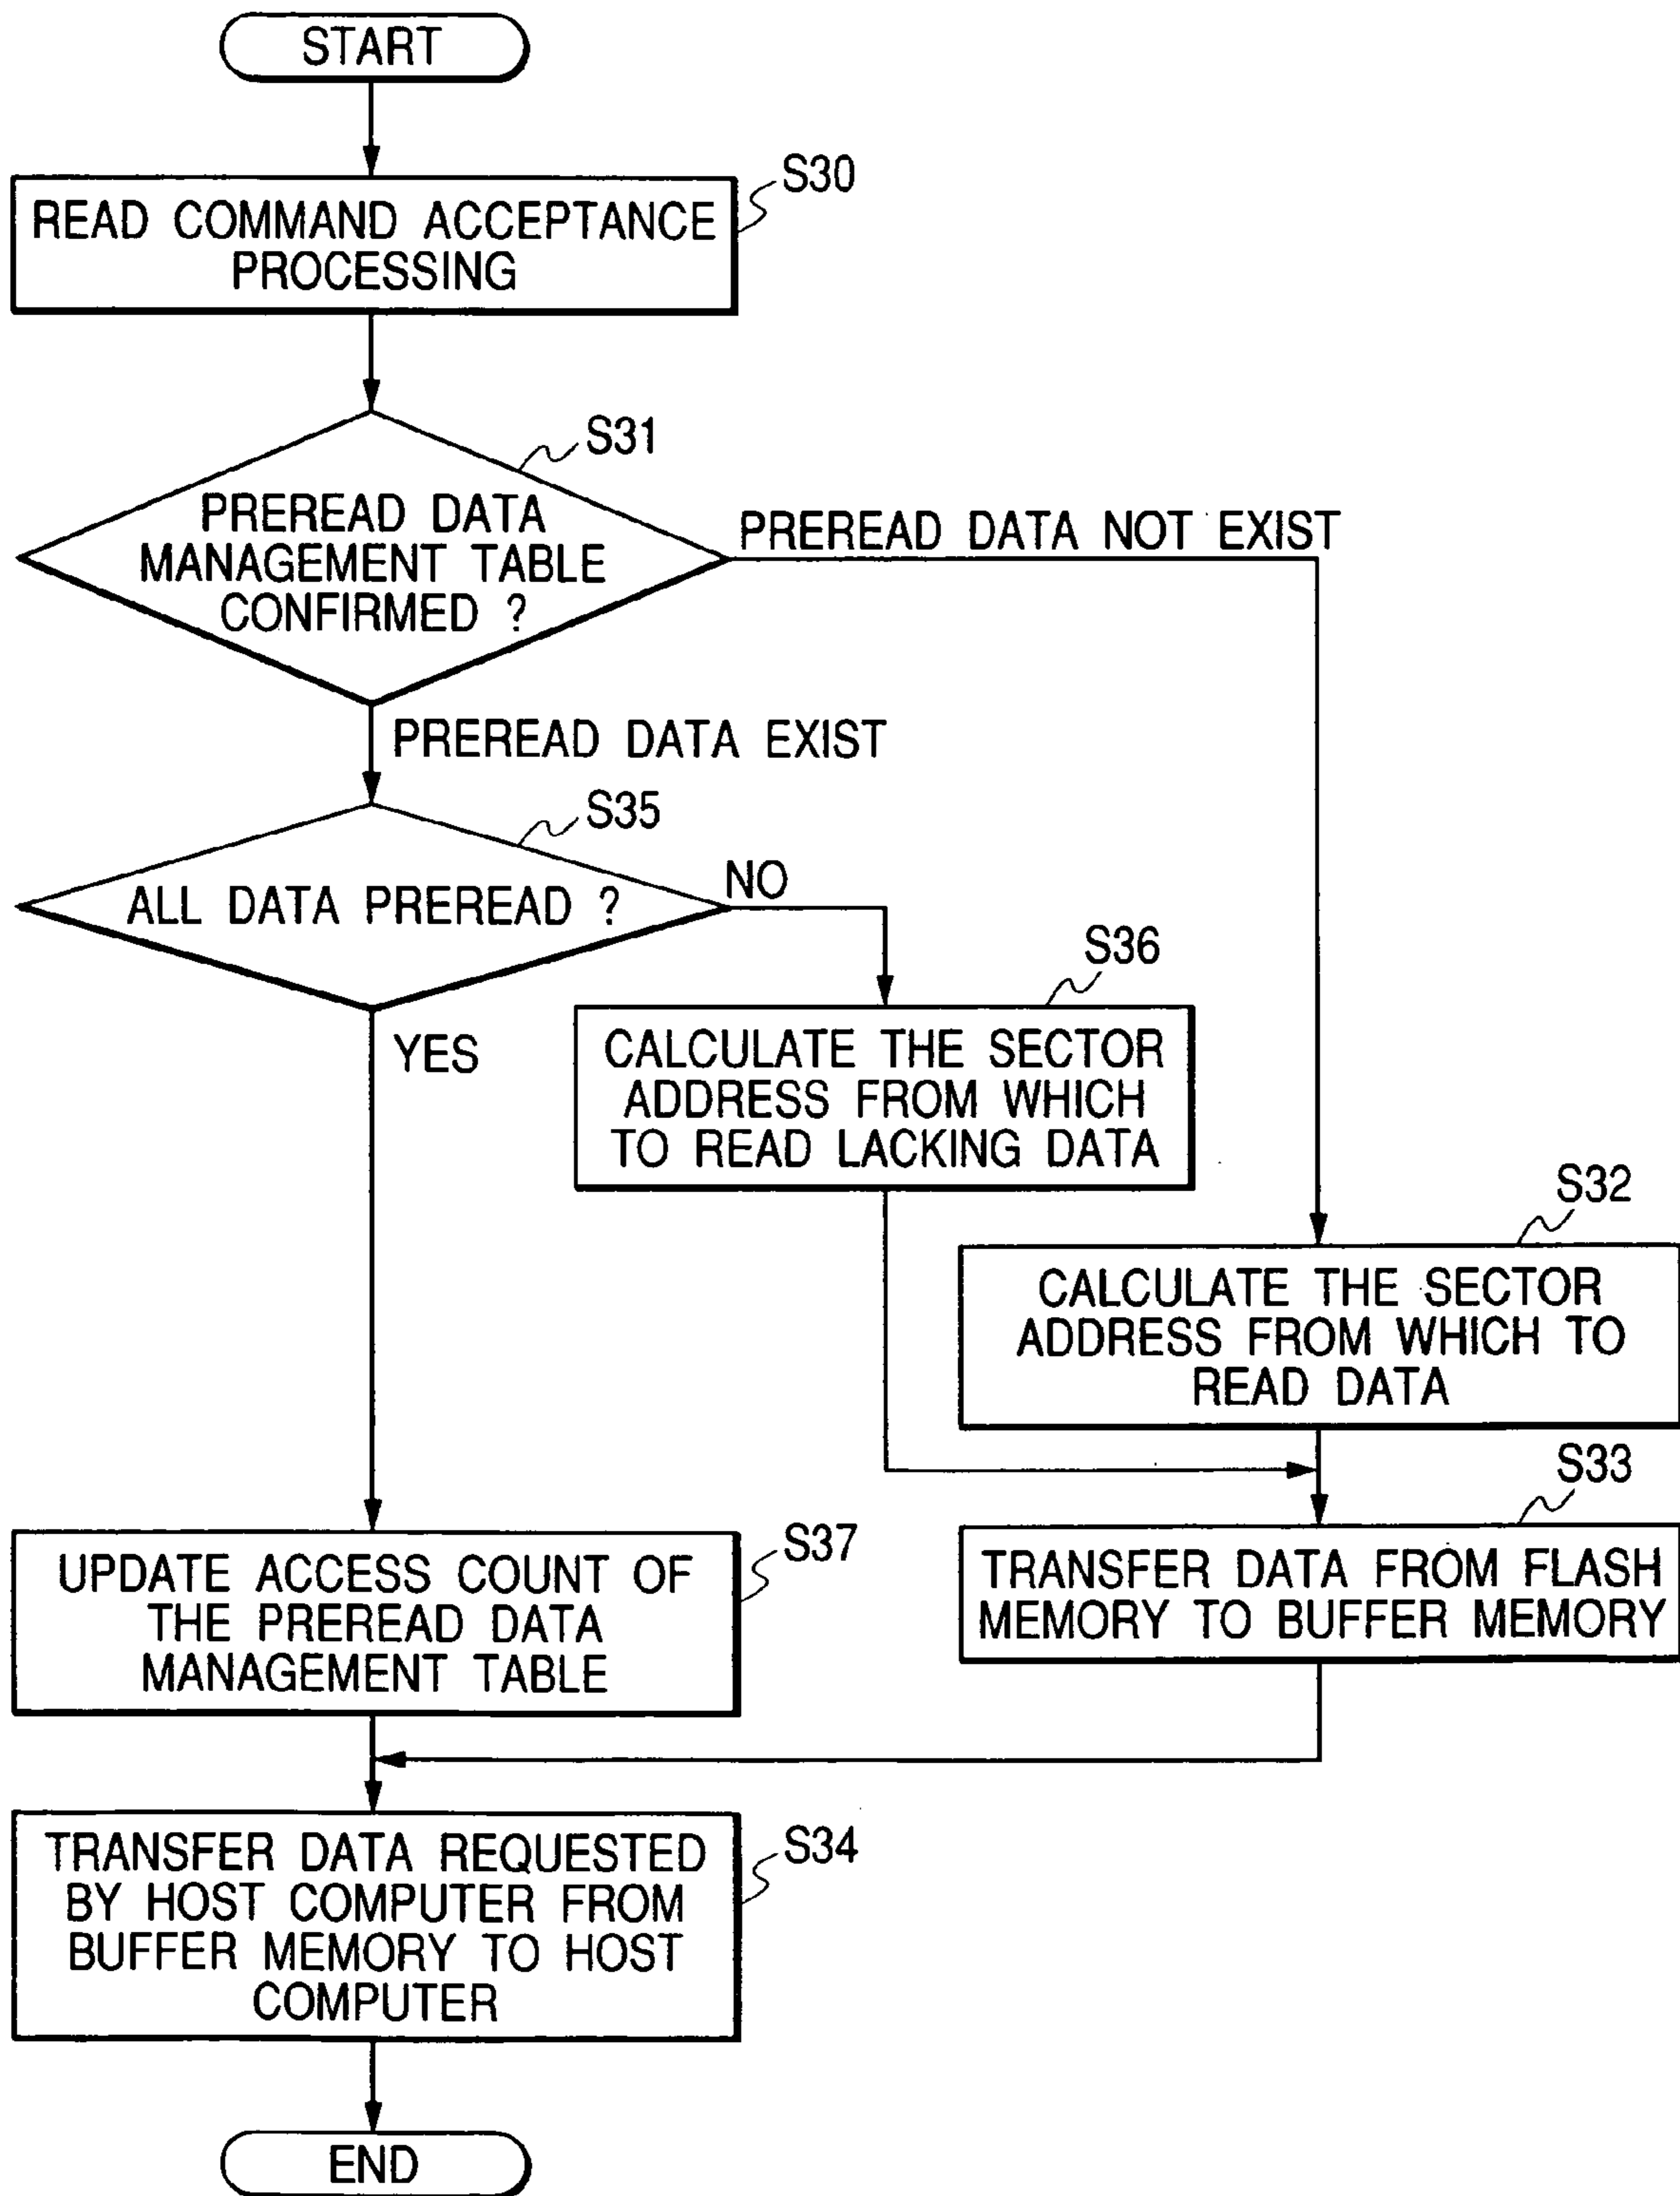 START
S30
READ COMMAND ACCEPTANCE
PROCESSING
S31
PREREAD DATA
MANAGEMENT TABLE
CONFIRMED ?
PREREAD DATA NOT EXIST
PREREAD DATA EXIST
S35
ALL DATA PREREAD ?
NO
YES
S36
CALCULATE THE SECTOR
ADDRESS FROM WHICH
TO READ LACKING DATA
S32
CALCULATE THE SECTOR
ADDRESS FROM WHICH TO
READ DATA
S33
TRANSFER DATA FROM FLASH
MEMORY TO BUFFER MEMORY
S37
UPDATE ACCESS COUNT OF
THE PREREAD DATA
MANAGEMENT TABLE
S34
TRANSFER DATA REQUESTED
BY HOST COMPUTER FROM
BUFFER MEMORY TO HOST
COMPUTER
END